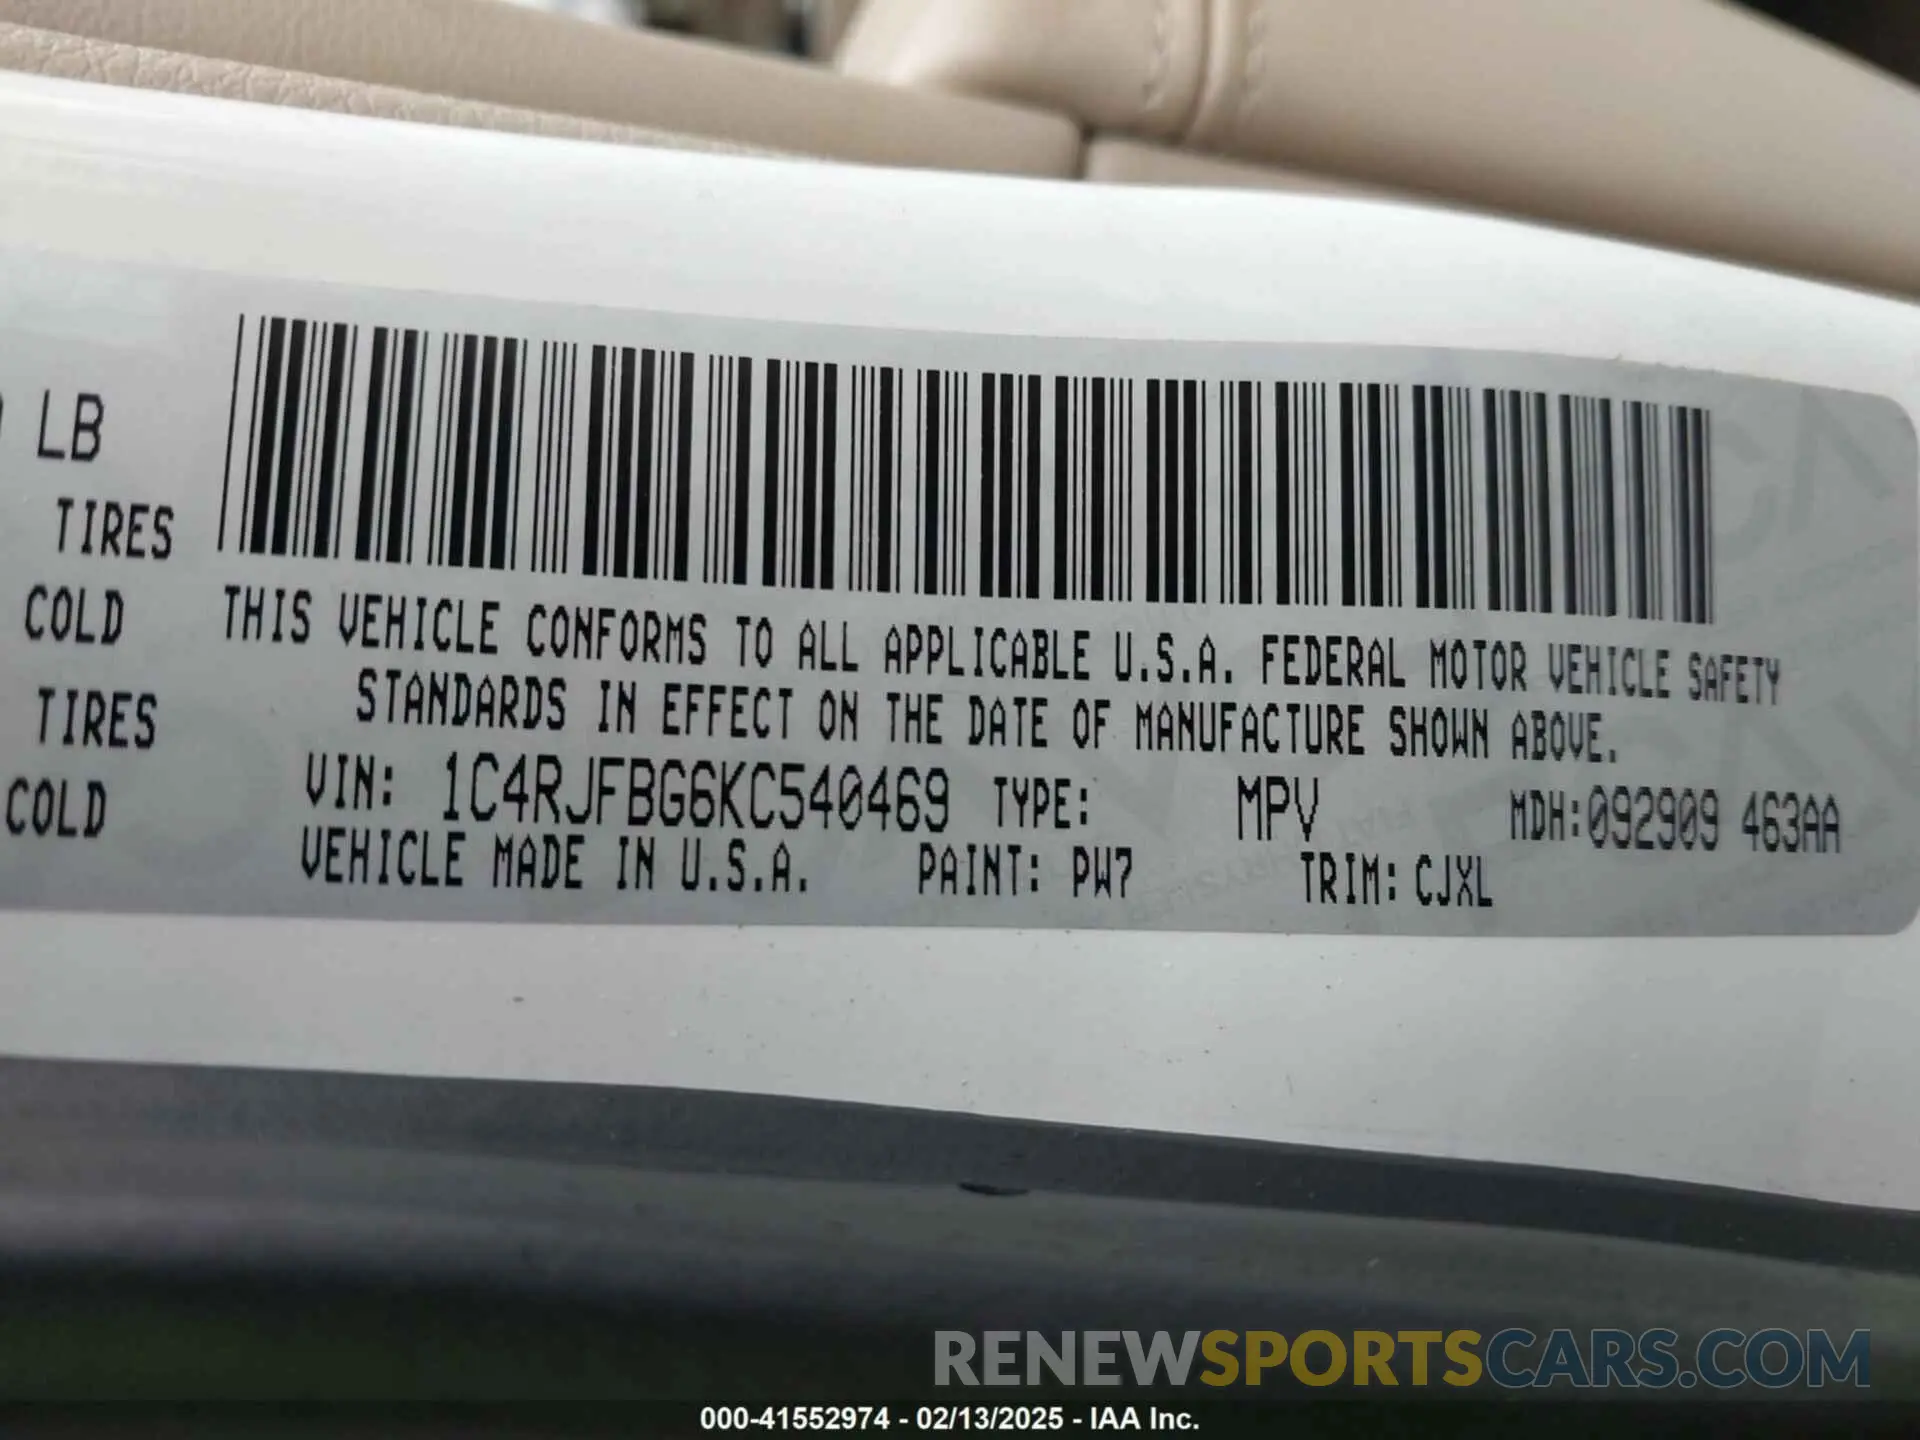 LB
TIRES
COLD
TIRES
COLD
THIS VEHICLE CONFORMS TO ALL APPLICABLE U.S.A. FEDERAL MOTOR VEHICLE SAFETY
STANDARDS IN EFFECT ON THE DATE OF MANUFACTURE SHOWN ABOVE.
VIN: 1C4RJFBG6KC540469 TYPE: MPV MDH:092909 463AA
VEHICLE MADE IN U.S.A. PAINT: PW7 TRIM: CJXL
RENEWSPORTSCARS.COM
000-41552974 - 02/13/2025 - IAA Inc.